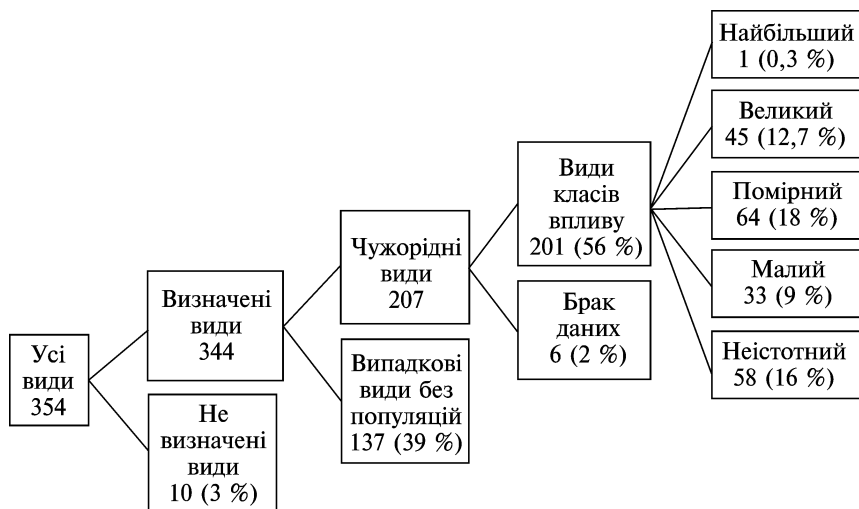 Усі
види
354
Визначені
види
344
Не
визначені
види
10 (3 %)
Чужорідні
види
207
Випадкові
види без
популяцій
137 (39 %)
Види
класів
впливу
201 (56 %)
Брак
даних
6 (2 %)
Найбільший
1 (0,3 %)
Великий
45 (12,7 %)
Помірний
64 (18 %)
Малий
33 (9 %)
Неістотний
58 (16 %)